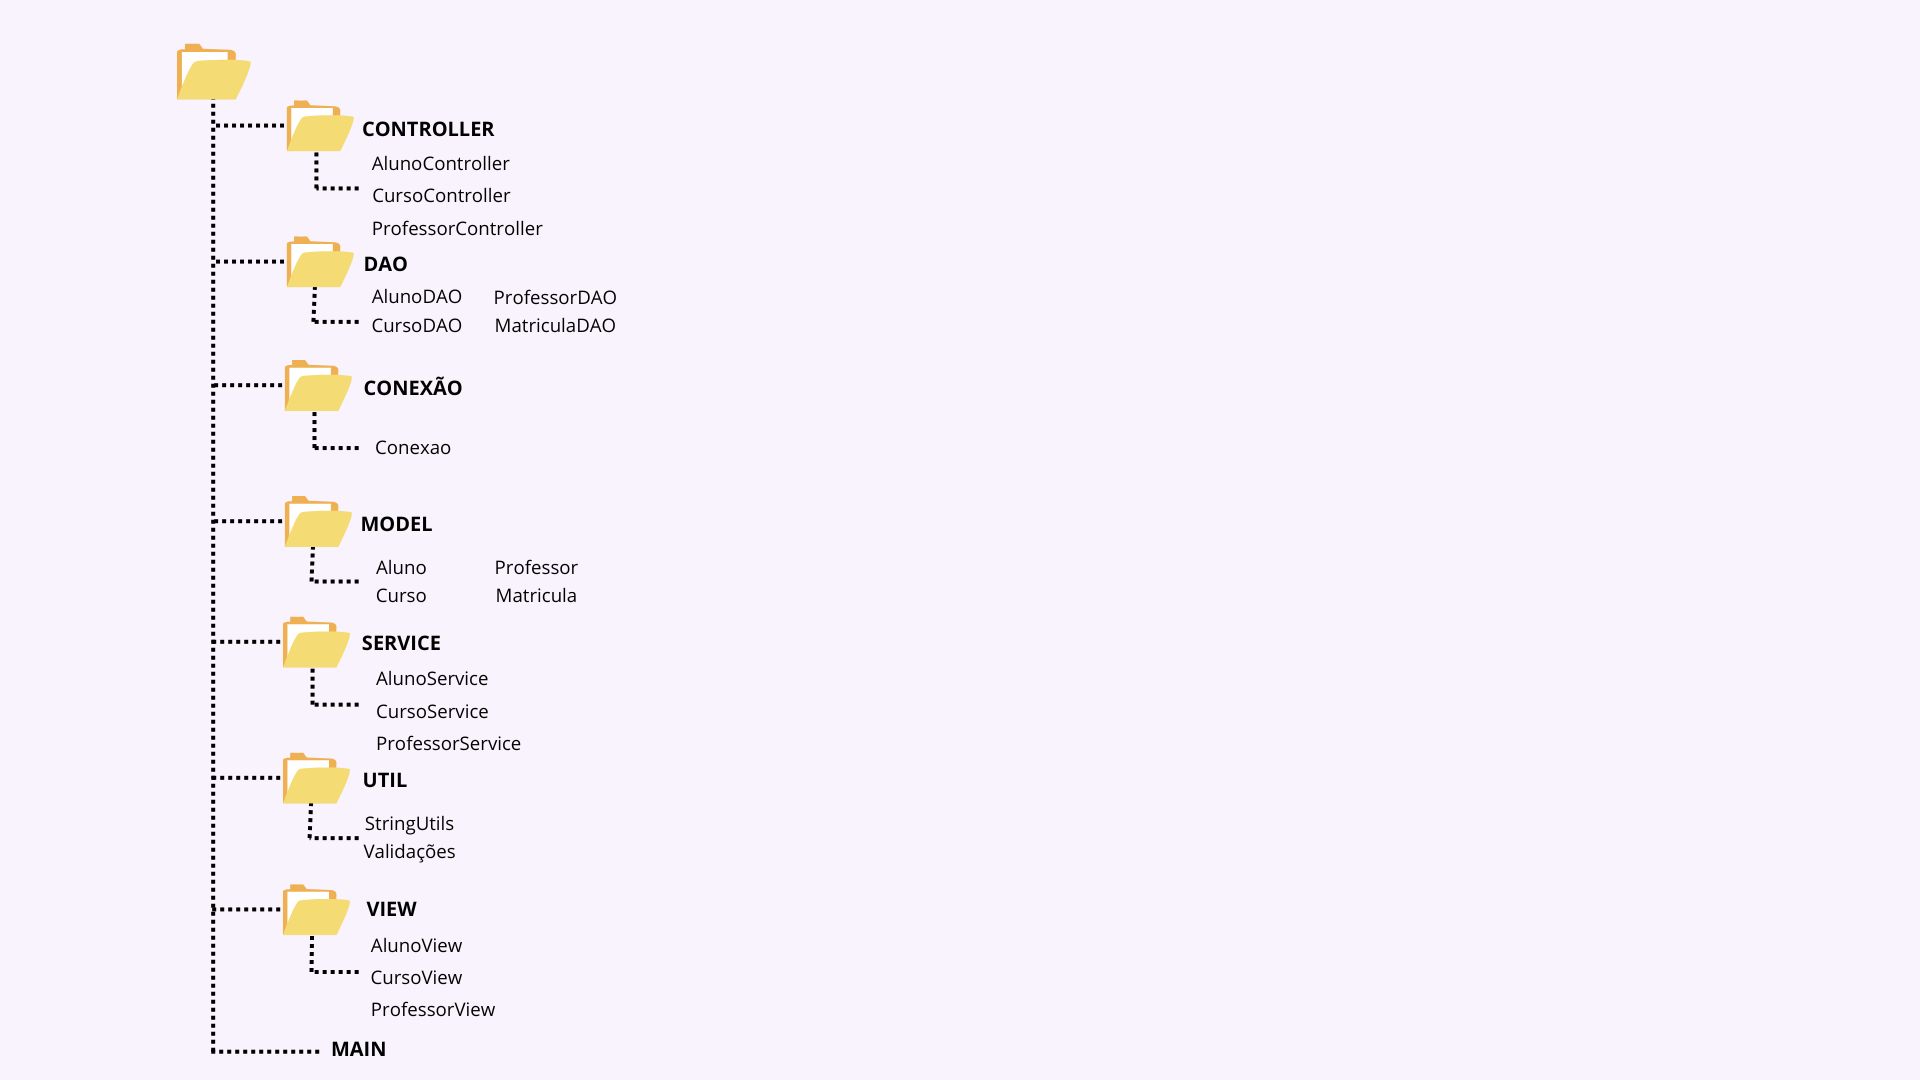 CONTROLLER
AlunoController
CursoController
ProfessorController
DAO
AlunoDAO ProfessorDAO
CursoDAO MatriculaDAO
CONEXÃO
Conexao
MODEL
Aluno Professor
Curso Matricula
SERVICE
AlunoService
CursoService
ProfessorService
UTIL
StringUtils
Validações
VIEW
AlunoView
CursoView
ProfessorView
MAIN